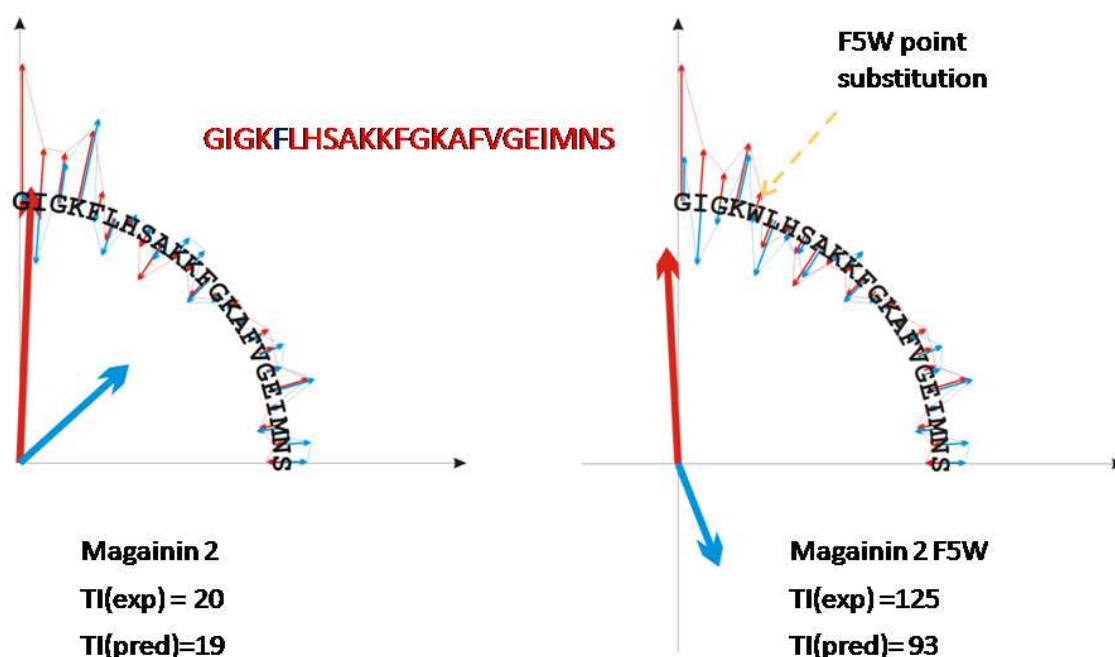 F5W point
substitution
GIGKFLHSAKKFGKAFVGEIMNS
GIGKFLHSAKKFGKAFVGEIMNS
GIGKWLHSAKKFGKAFVGEIMNS
Magainin 2
TI(exp) = 20
TI(pred)=19
Magainin 2 F5W
TI(exp) =125
TI(pred)= 93